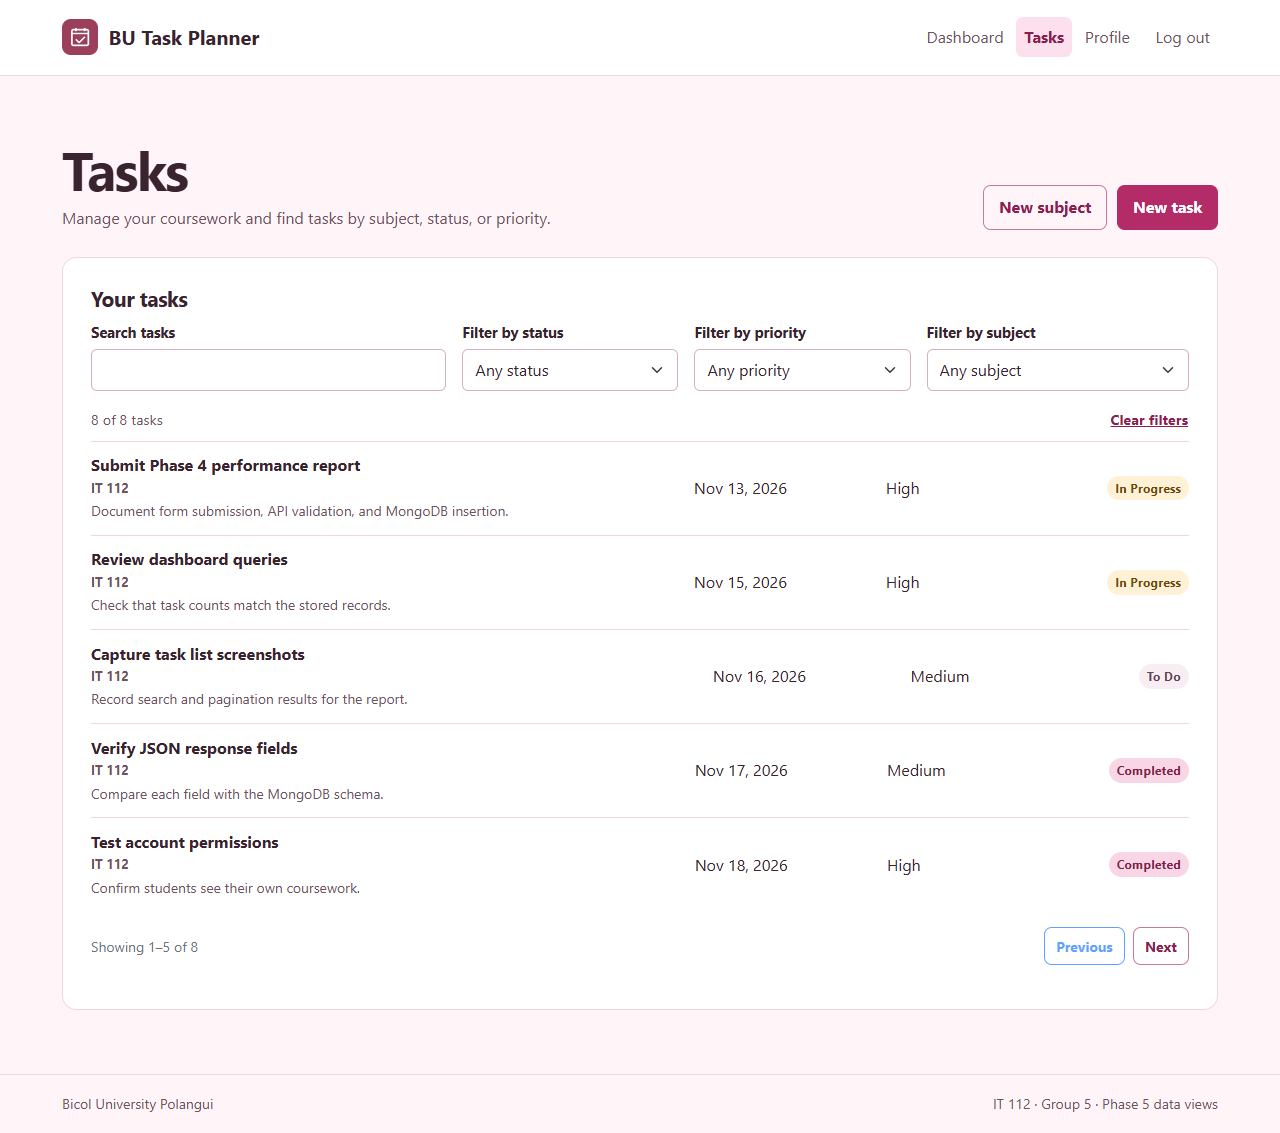 BU Task Planner
Dashboard Tasks Profile Log out
Tasks
Manage your coursework and find tasks by subject, status, or priority.
New subject New task
Your tasks
Search tasks Filter by status Filter by priority Filter by subject
Any status Any priority Any subject
8 of 8 tasks Clear filters
Submit Phase 4 performance report
IT 112
Document form submission, API validation, and MongoDB insertion.
Nov 13, 2026 High In Progress
Review dashboard queries
IT 112
Check that task counts match the stored records.
Nov 15, 2026 High In Progress
Capture task list screenshots
IT 112
Record search and pagination results for the report.
Nov 16, 2026 Medium To Do
Verify JSON response fields
IT 112
Compare each field with the MongoDB schema.
Nov 17, 2026 Medium Completed
Test account permissions
IT 112
Confirm students see their own coursework.
Nov 18, 2026 High Completed
Showing 1–5 of 8 Previous Next
Bicol University Polangui IT 112 · Group 5 · Phase 5 data views